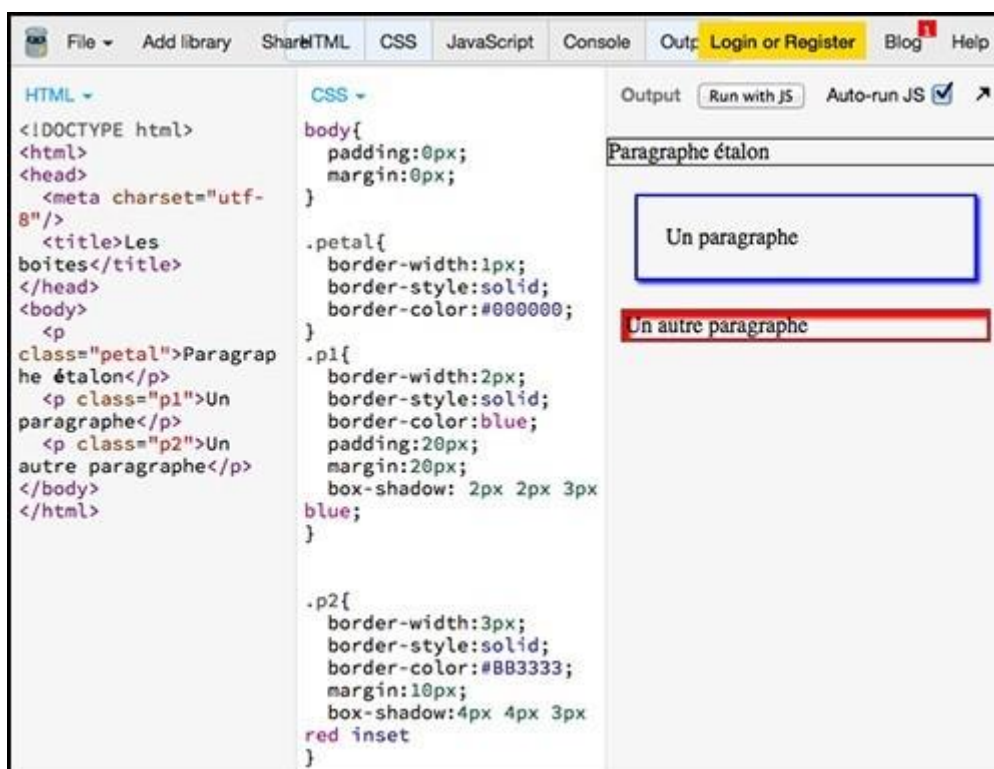 File Add library Share HTML CSS JavaScript Console Outp Login or Register Blog 1 Help
HTML
<!DOCTYPE html>
<html>
<head>
<meta charset="utf-
8"/>
<title>Les
boites</title>
</head>
<body>
<p
class="petal">Paragrap
he étalon</p>
<p class="p1">Un
paragraphe</p>
<p class="p2">Un
autre paragraphe</p>
</body>
</html>
CSS
body{
padding:0px;
margin:0px;
}
.petal{
border-width:1px;
border-style:solid;
border-color:#000000;
}
.p1{
border-width:2px;
border-style:solid;
border-color:blue;
padding:20px;
margin:20px;
box-shadow: 2px 2px 3px
blue;
}
.p2{
border-width:3px;
border-style:solid;
border-color:#BB3333;
margin:10px;
box-shadow:4px 4px 3px
red inset
}
Output Run with JS Auto-run JS
Paragraphe étalon
Un paragraphe
Un autre paragraphe